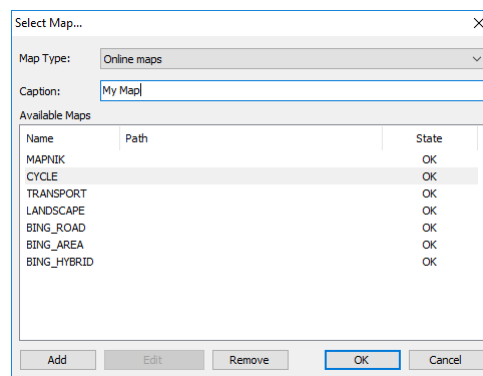 Select Map...
Map Type: Online maps
Caption: My Map
Available Maps
Name Path State
MAPNIK OK
CYCLE OK
TRANSPORT OK
LANDSCAPE OK
BING_ROAD OK
BING_AREA OK
BING_HYBRID OK
Add Edit Remove OK Cancel